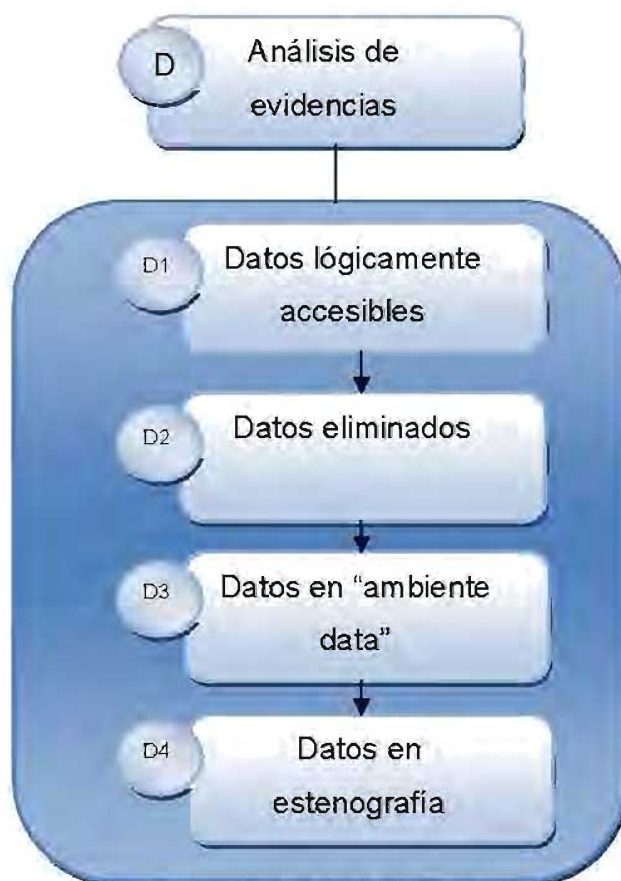 D
Análisis de
evidencias
D1
Datos lógicamente
accesibles
D2
Datos eliminados
D3
Datos en “ambiente
data”
D4
Datos en
estenografía